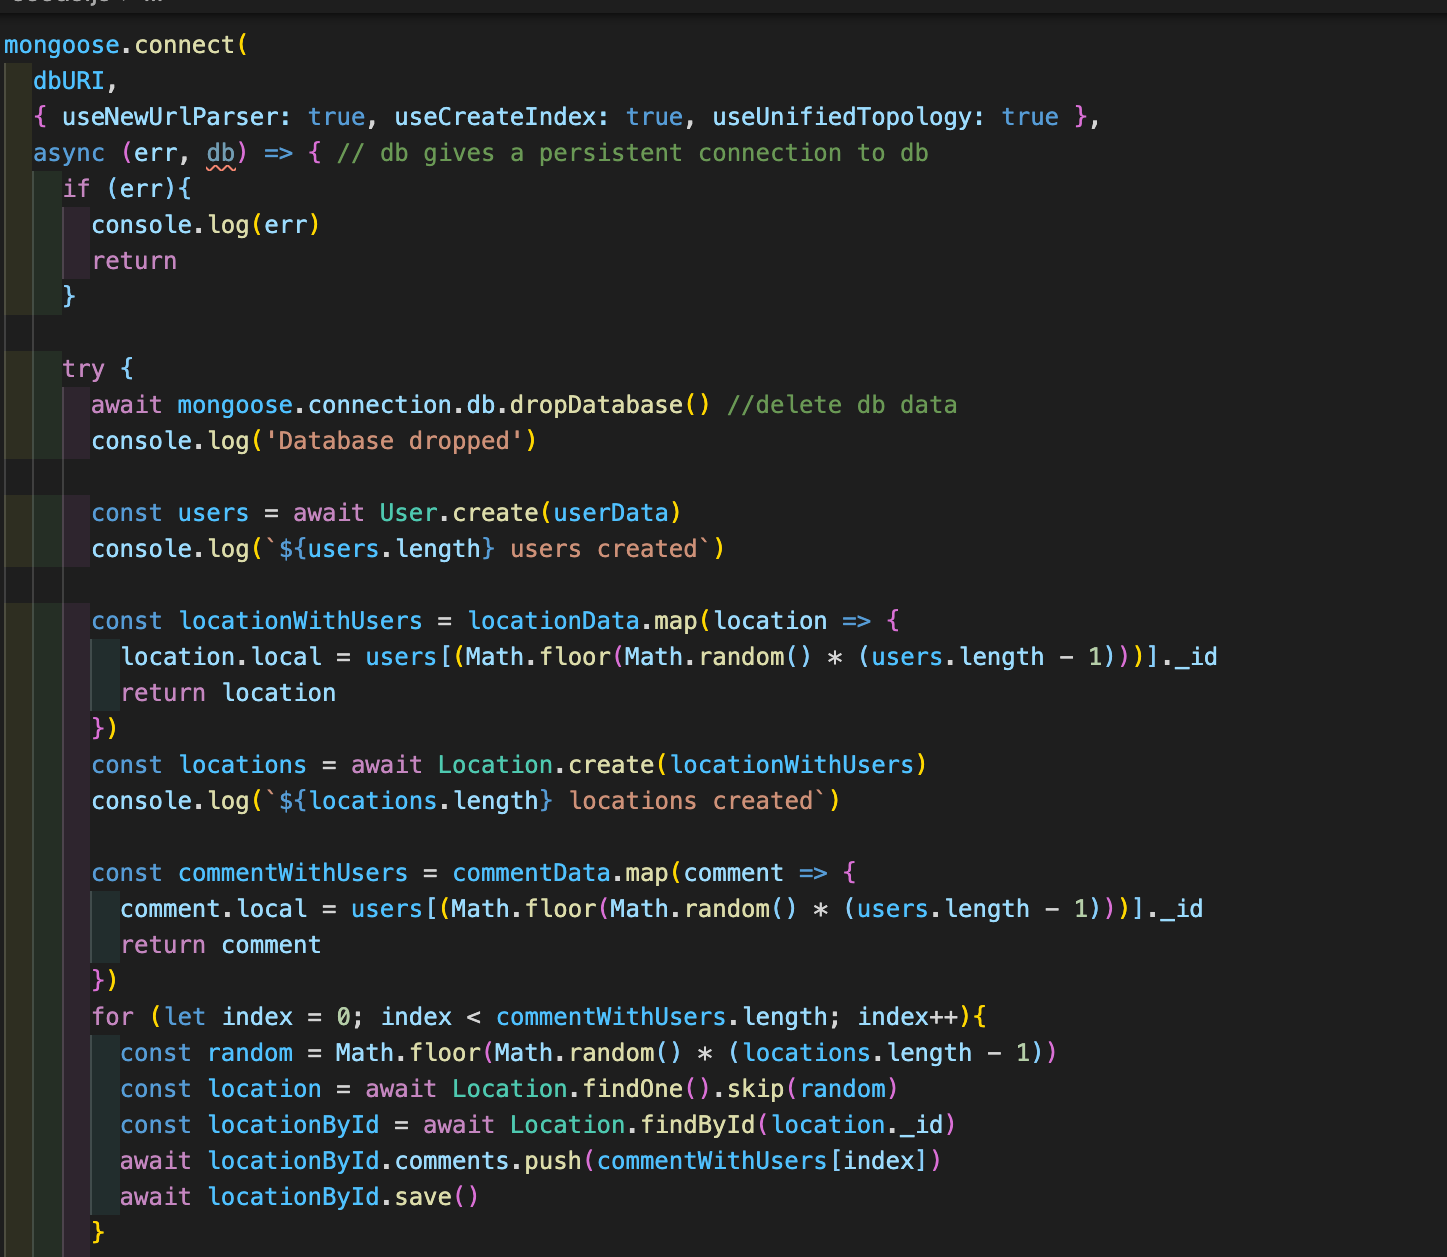 mongoose.connect(
  dbURI,
  { useNewUrlParser: true, useCreateIndex: true, useUnifiedTopology: true },
  async (err, db) => { // db gives a persistent connection to db
    if (err){
      console.log(err)
      return
    }

    try {
      await mongoose.connection.db.dropDatabase() //delete db data
      console.log('Database dropped')

      const users = await User.create(userData)
      console.log(`${users.length} users created`)

      const locationWithUsers = locationData.map(location => {
        location.local = users[(Math.floor(Math.random() * (users.length - 1)))]._id
        return location
      })
      const locations = await Location.create(locationWithUsers)
      console.log(`${locations.length} locations created`)

      const commentWithUsers = commentData.map(comment => {
        comment.local = users[(Math.floor(Math.random() * (users.length - 1)))]._id
        return comment
      })
      for (let index = 0; index < commentWithUsers.length; index++){
        const random = Math.floor(Math.random() * (locations.length - 1))
        const location = await Location.findOne().skip(random)
        const locationById = await Location.findById(location._id)
        await locationById.comments.push(commentWithUsers[index])
        await locationById.save()
      }